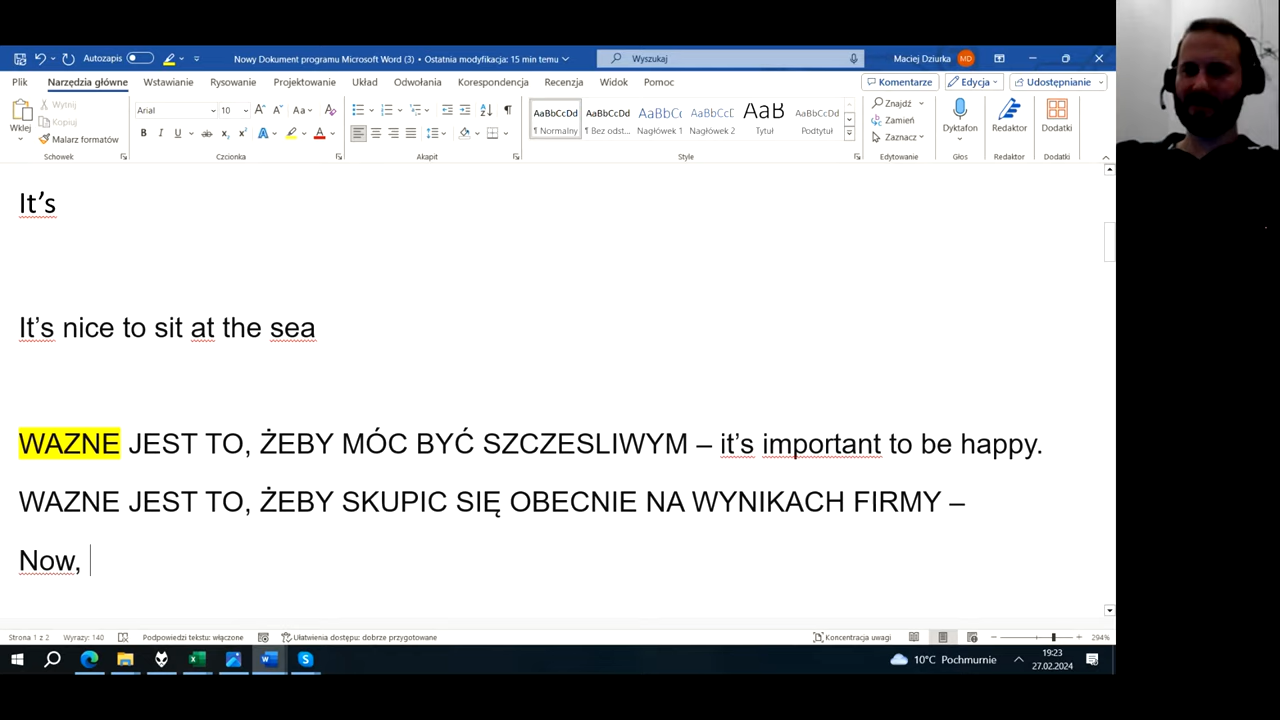 Autozapis
Nowy Dokument programu Microsoft Word (3) • Ostatnia modyfikacja: 15 min temu
Wyszukaj
Maciej Dziurka
MD
Plik
Narzędzia główne
Wstawianie
Rysowanie
Projektowanie
Układ
Odwołania
Korespondencja
Recenzja
Widok
Pomoc
Komentarze
Edycja
Udostępnianie
Wklej
Wytnij
Kopiuj
Malarz formatów
Schowek
Arial
10
Czcionka
Akapit
AaBbCcDd
¶ Normalny
AaBbCcDd
¶ Bez odst...
AaBbCc
Nagłówek 1
AaBbCcD
Nagłówek 2
AaB
Tytuł
AaBbCcDd
Podtytuł
Style
Znajdź
Zamień
Zaznacz
Edytowanie
Dyktafon
Głos
Redaktor
Redaktor
Dodatki
Dodatki
It’s
It’s nice to sit at the sea
WAZNE JEST TO, ŻEBY MÓC BYĆ SZCZESLIWYM – it’s important to be happy.
WAZNE JEST TO, ŻEBY SKUPIC SIĘ OBECNIE NA WYNIKACH FIRMY –
Now,
Strona 1 z 2
Wyrazy: 140
Podpowiedzi tekstu: włączone
Ułatwienia dostępu: dobrze przygotowane
Koncentracja uwagi
294%
10°C Pochmurnie
19:23
27.02.2024